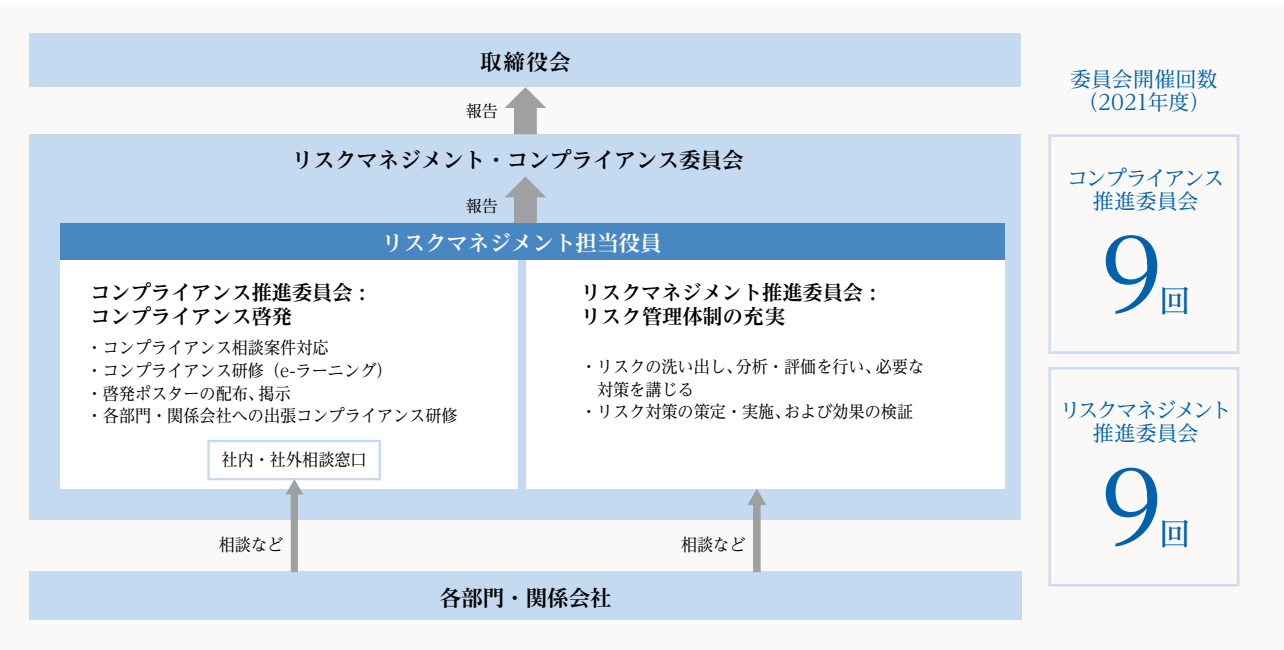 取締役会
報告
リスクマネジメント・コンプライアンス委員会
報告
リスクマネジメント担当役員
コンプライアンス推進委員会：
コンプライアンス啓発
・コンプライアンス相談案件対応
・コンプライアンス研修（e-ラーニング）
・啓発ポスターの配布、掲示
・各部門・関係会社への出張コンプライアンス研修
社内・社外相談窓口
リスクマネジメント推進委員会：
リスク管理体制の充実
・リスクの洗い出し、分析・評価を行い、必要な
対策を講じる
・リスク対策の策定・実施、および効果の検証
相談など
相談など
各部門・関係会社
委員会開催回数
（2021年度）
コンプライアンス
推進委員会
9回
リスクマネジメント
推進委員会
9回